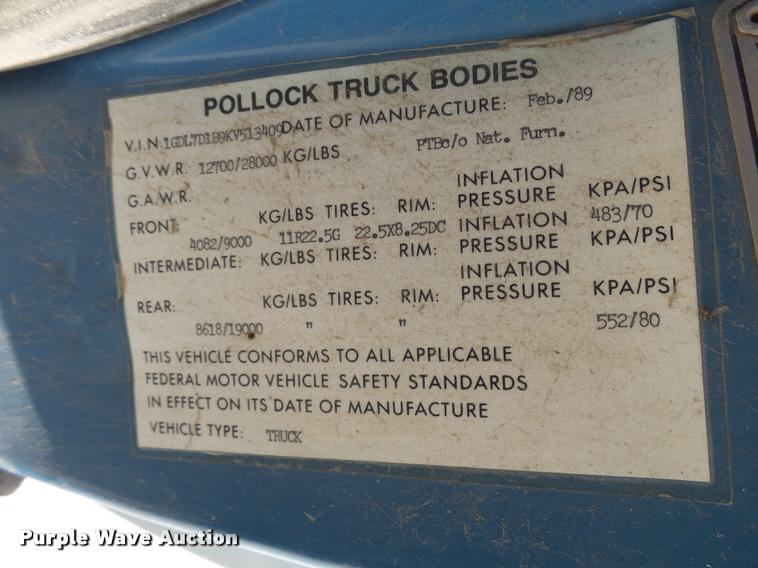 POLLOCK TRUCK BODIES
V.I.N. 1GDL7D1B9KV513409 DATE OF MANUFACTURE: Feb./89
G.V.W.R. 12700/28000 KG/LBS PTBc/o Nat. Furn.
G.A.W.R. INFLATION
FRONT: KG/LBS TIRES: RIM: PRESSURE KPA/PSI
4082/9000 11R22.5G 22.5X8.25DC 483/70
INFLATION
INTERMEDIATE: KG/LBS TIRES: RIM: PRESSURE KPA/PSI
INFLATION
REAR: KG/LBS TIRES: RIM: PRESSURE KPA/PSI
8618/19000 " " 552/80
THIS VEHICLE CONFORMS TO ALL APPLICABLE
FEDERAL MOTOR VEHICLE SAFETY STANDARDS
IN EFFECT ON ITS DATE OF MANUFACTURE
VEHICLE TYPE: TRUCK
Purple Wave Auction